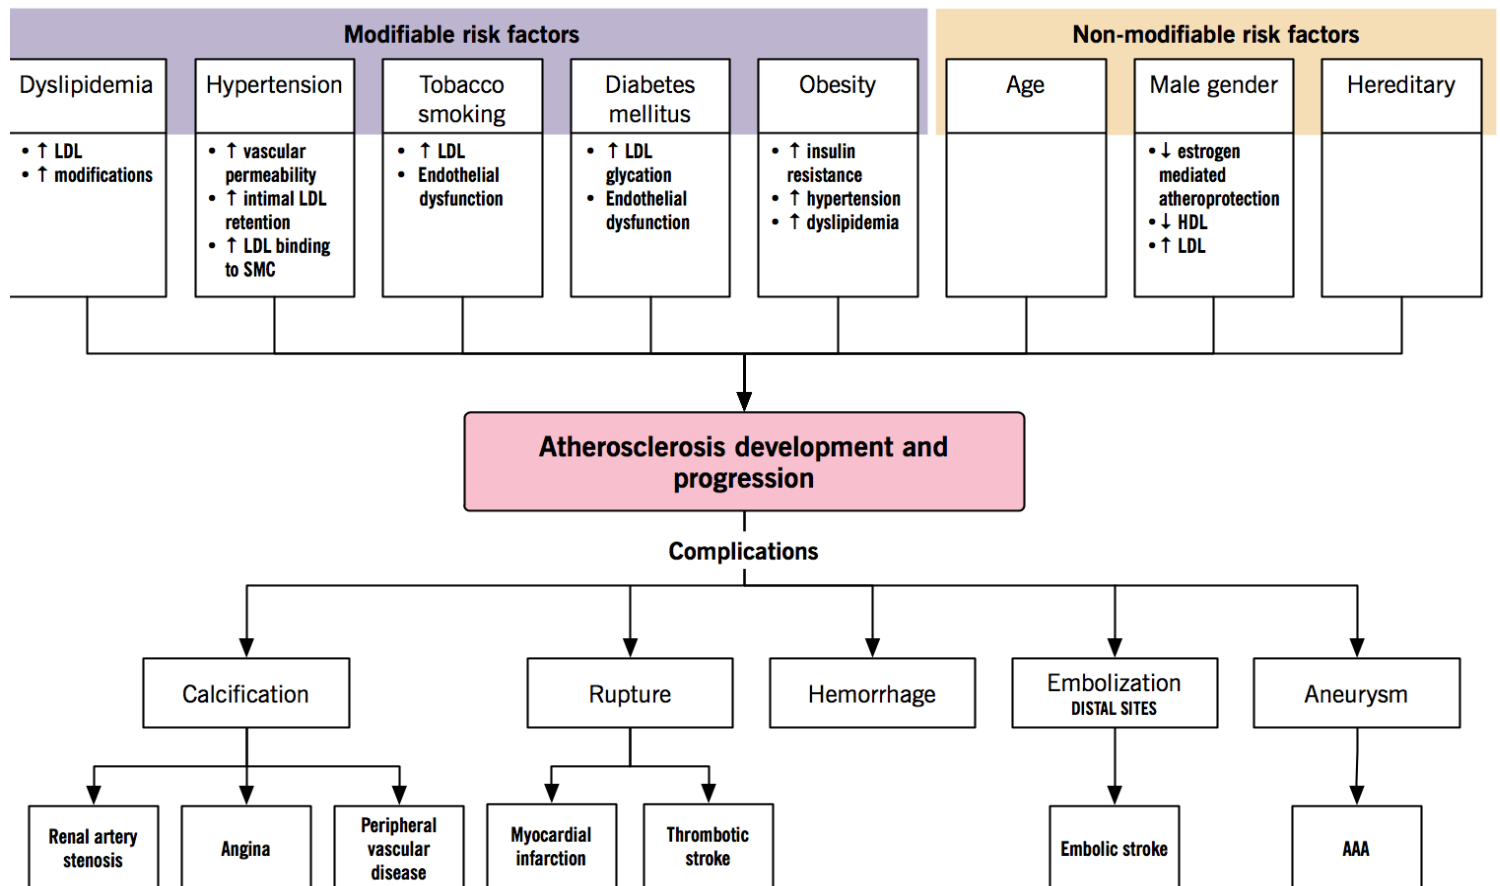 Modifiable risk factors
Non-modifiable risk factors
Dyslipidemia
Hypertension
Tobacco
smoking
Diabetes
mellitus
Obesity
Age
Male gender
Hereditary
• ↑ LDL
• ↑ modifications
• ↑ vascular
permeability
• ↑ intimal LDL
retention
• ↑ LDL binding
to SMC
• ↑ LDL
• Endothelial
dysfunction
• ↑ LDL
glycation
• Endothelial
dysfunction
• ↑ insulin
resistance
• ↑ hypertension
• ↑ dyslipidemia
• ↓ estrogen
mediated
atheroprotection
• ↓ HDL
• ↑ LDL
Atherosclerosis development and
progression
Complications
Calcification
Rupture
Hemorrhage
Embolization
DISTAL SITES
Aneurysm
Renal artery
stenosis
Angina
Peripheral
vascular
disease
Myocardial
infarction
Thrombotic
stroke
Embolic stroke
AAA